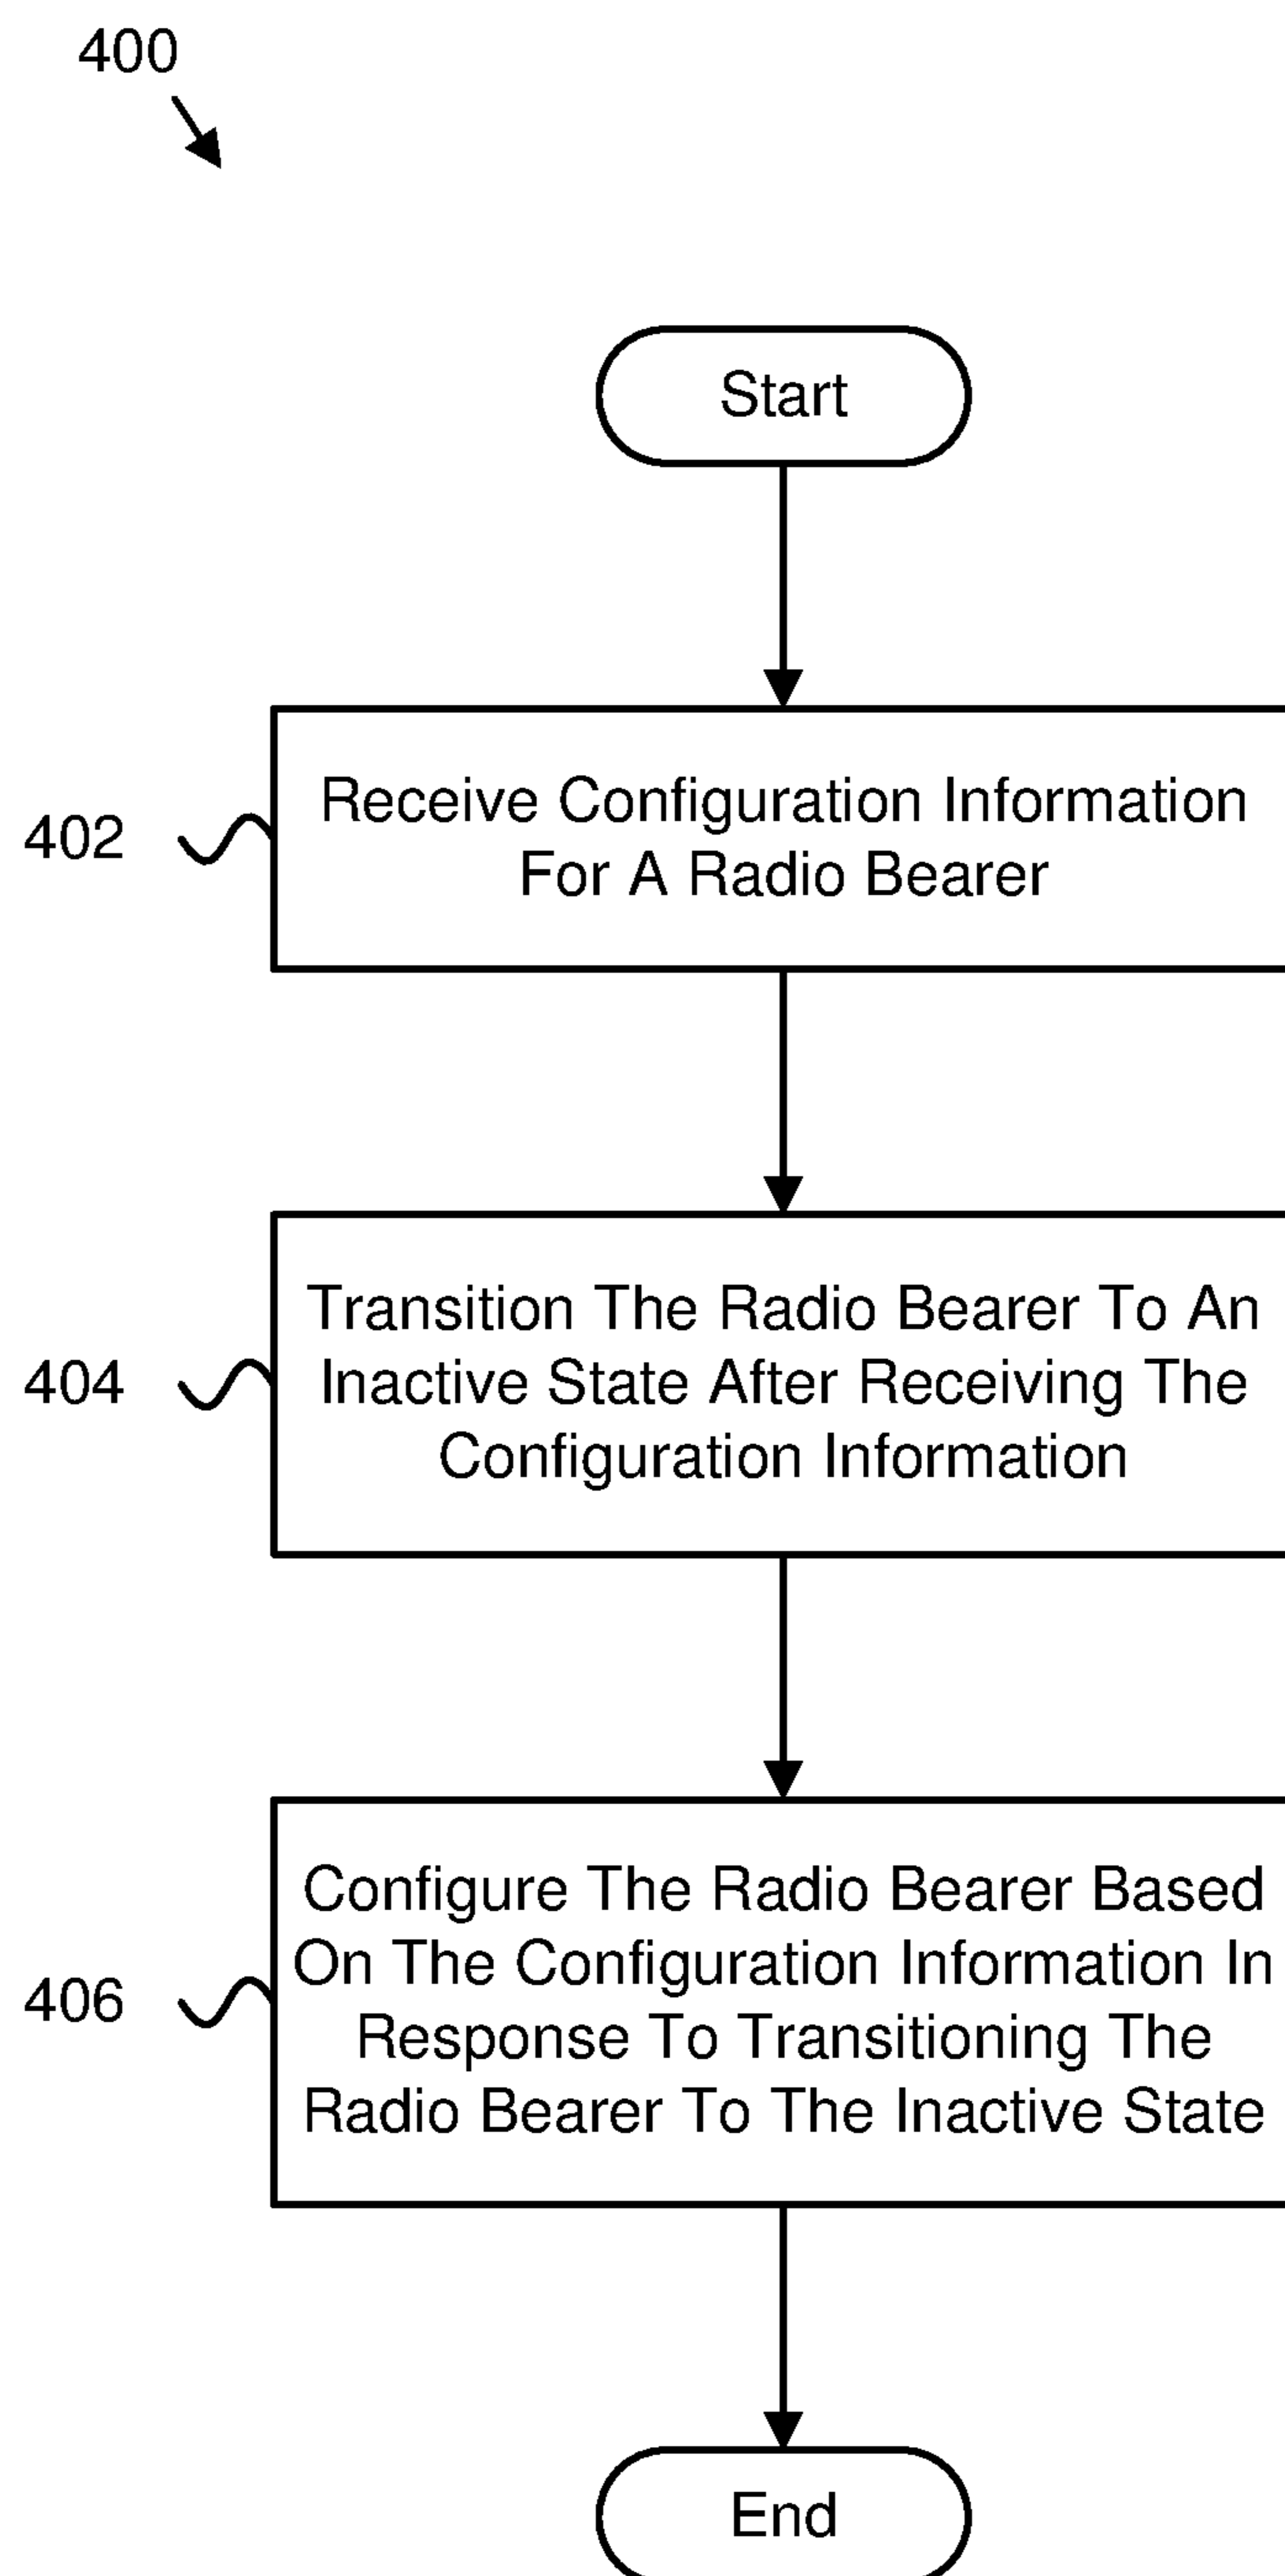 400
Start
402
Receive Configuration Information
For A Radio Bearer
404
Transition The Radio Bearer To An
Inactive State After Receiving The
Configuration Information
406
Configure The Radio Bearer Based
On The Configuration Information In
Response To Transitioning The
Radio Bearer To The Inactive State
End